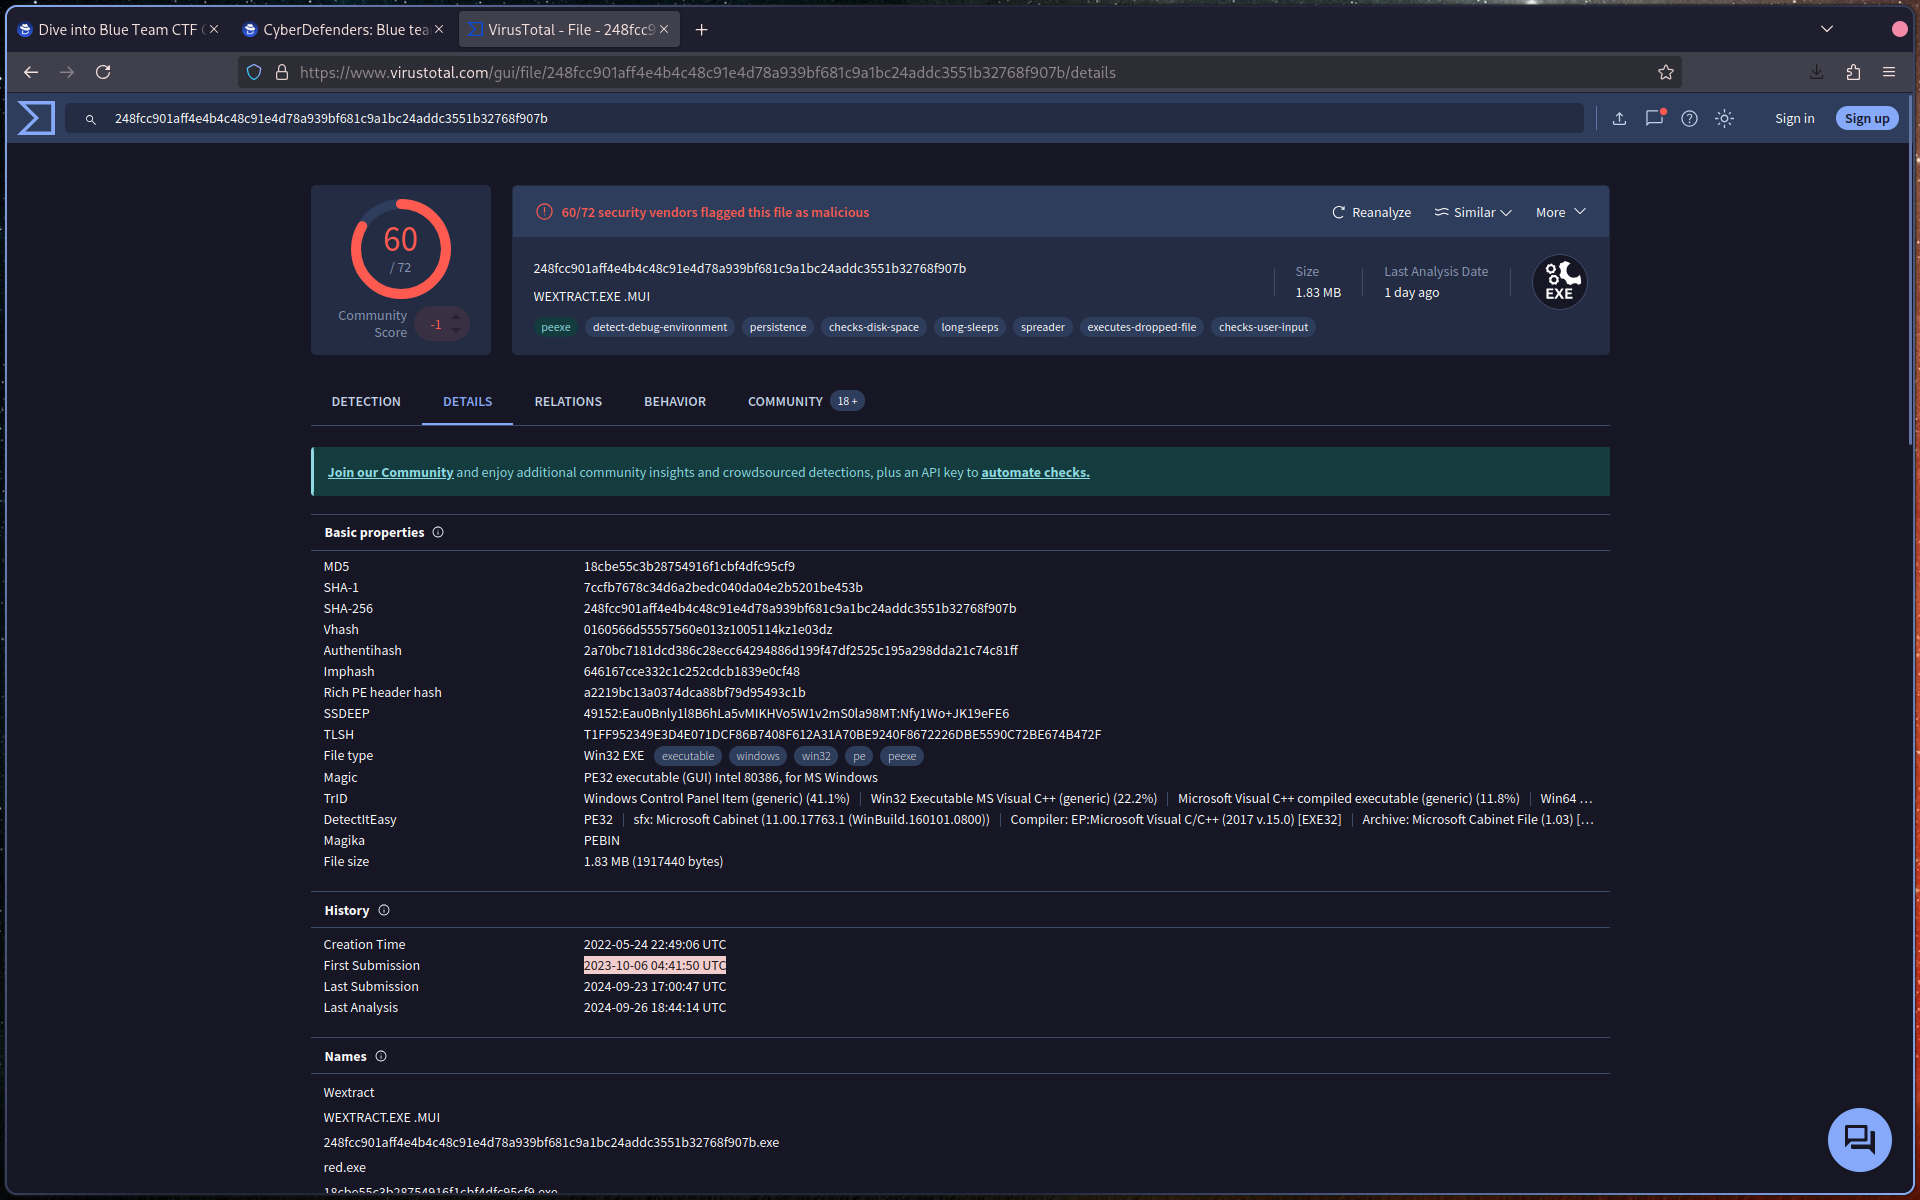 Dive into Blue Team CTF
CyberDefenders: Blue tea
VirusTotal - File - 248fcc9
https://www.virustotal.com/gui/file/248fcc901aff4e4b4c48c91e4d78a939bf681c9a1bc24addc3551b32768f907b/details
248fcc901aff4e4b4c48c91e4d78a939bf681c9a1bc24addc3551b32768f907b
Sign in
Sign up
60
/ 72
Community
Score
-1
60/72 security vendors flagged this file as malicious
Reanalyze
Similar
More
248fcc901aff4e4b4c48c91e4d78a939bf681c9a1bc24addc3551b32768f907b
WEXTRACT.EXE .MUI
Size
1.83 MB
Last Analysis Date
1 day ago
EXE
peexe detect-debug-environment persistence checks-disk-space long-sleeps spreader executes-dropped-file checks-user-input
DETECTION DETAILS RELATIONS BEHAVIOR COMMUNITY 18 +
Join our Community and enjoy additional community insights and crowdsourced detections, plus an API key to automate checks.
Basic properties
MD5 18cbe55c3b28754916f1cbf4dfc95cf9
SHA-1 7ccfb7678c34d6a2bedc040da04e2b5201be453b
SHA-256 248fcc901aff4e4b4c48c91e4d78a939bf681c9a1bc24addc3551b32768f907b
Vhash 0160566d55557560e013z1005114kz1e03dz
Authentihash 2a70bc7181dcd386c28ecc64294886d199f47df2525c195a298dda21c74c81ff
Imphash 646167cce332c1c252cdcb1839e0cf48
Rich PE header hash a2219bc13a0374dca88bf79d95493c1b
SSDEEP 49152:Eau0Bnly1l8B6hLa5vMIKHVo5W1v2mS0la98MT:Nfy1Wo+JK19eFE6
TLSH T1FF952349E3D4E071DCF86B7408F612A31A70BE9240F8672226DBE5590C72BE674B472F
File type Win32 EXE executable windows win32 pe peexe
Magic PE32 executable (GUI) Intel 80386, for MS Windows
TrID Windows Control Panel Item (generic) (41.1%) | Win32 Executable MS Visual C++ (generic) (22.2%) | Microsoft Visual C++ compiled executable (generic) (11.8%) | Win64 ...
DetectItEasy PE32 | sfx: Microsoft Cabinet (11.00.17763.1 (WinBuild.160101.0800)) | Compiler: EP:Microsoft Visual C/C++ (2017 v.15.0) [EXE32] | Archive: Microsoft Cabinet File (1.03) [...
Magika PEBIN
File size 1.83 MB (1917440 bytes)
History
Creation Time 2022-05-24 22:49:06 UTC
First Submission 2023-10-06 04:41:50 UTC
Last Submission 2024-09-23 17:00:47 UTC
Last Analysis 2024-09-26 18:44:14 UTC
Names
Wextract
WEXTRACT.EXE .MUI
248fcc901aff4e4b4c48c91e4d78a939bf681c9a1bc24addc3551b32768f907b.exe
red.exe
18cbe55c3b28754916f1cbf4dfc95cf9.exe